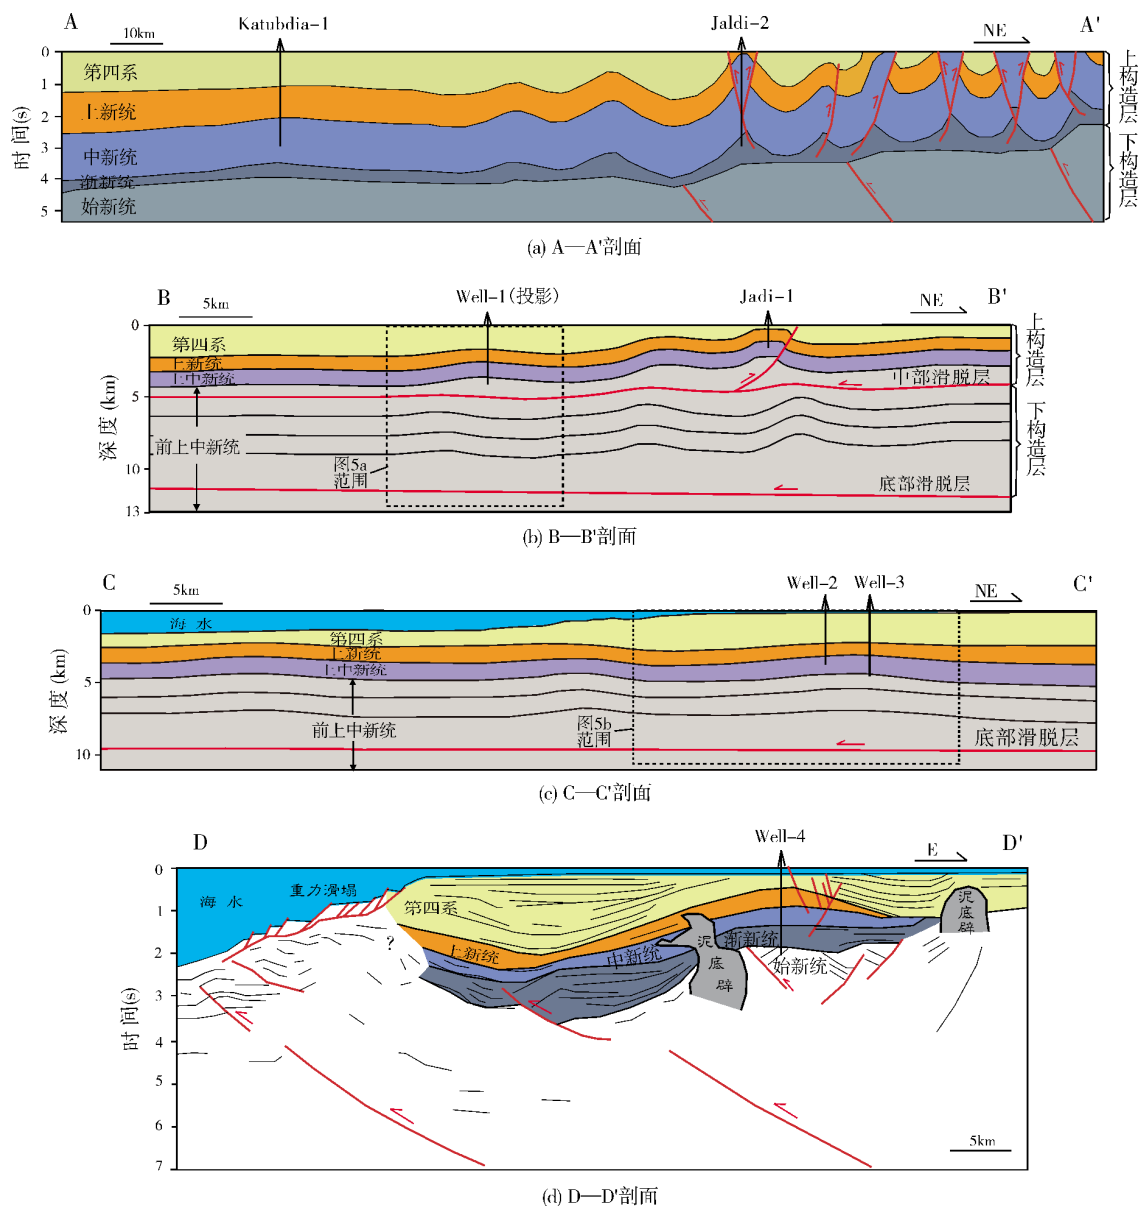 A
Katubdia-1
Jaldi-2
A'
10km
NE
0
1
2
3
4
5
时间(s)
第四系
上新统
中新统
渐新统
始新统
上构造层
下构造层
(a) A—A'剖面
B
Well-1(投影)
Jadi-1
B'
5km
NE
0
5
10
13
深度(km)
第四系
上新统
上中新统
前上中新统
图5a
范围
中部滑脱层
底部滑脱层
上构造层
下构造层
(b) B—B'剖面
C
Well-2
Well-3
C'
5km
NE
0
5
10
深度(km)
海水
第四系
上新统
上中新统
前上中新统
图5b
范围
底部滑脱层
(c) C—C'剖面
D
Well-4
D'
E
0
1
2
3
4
5
6
7
时间(s)
海水
重力滑塌
第四系
?
上新统
中新统
泥底辟
渐新统
始新统
泥底辟
5km
(d) D—D'剖面